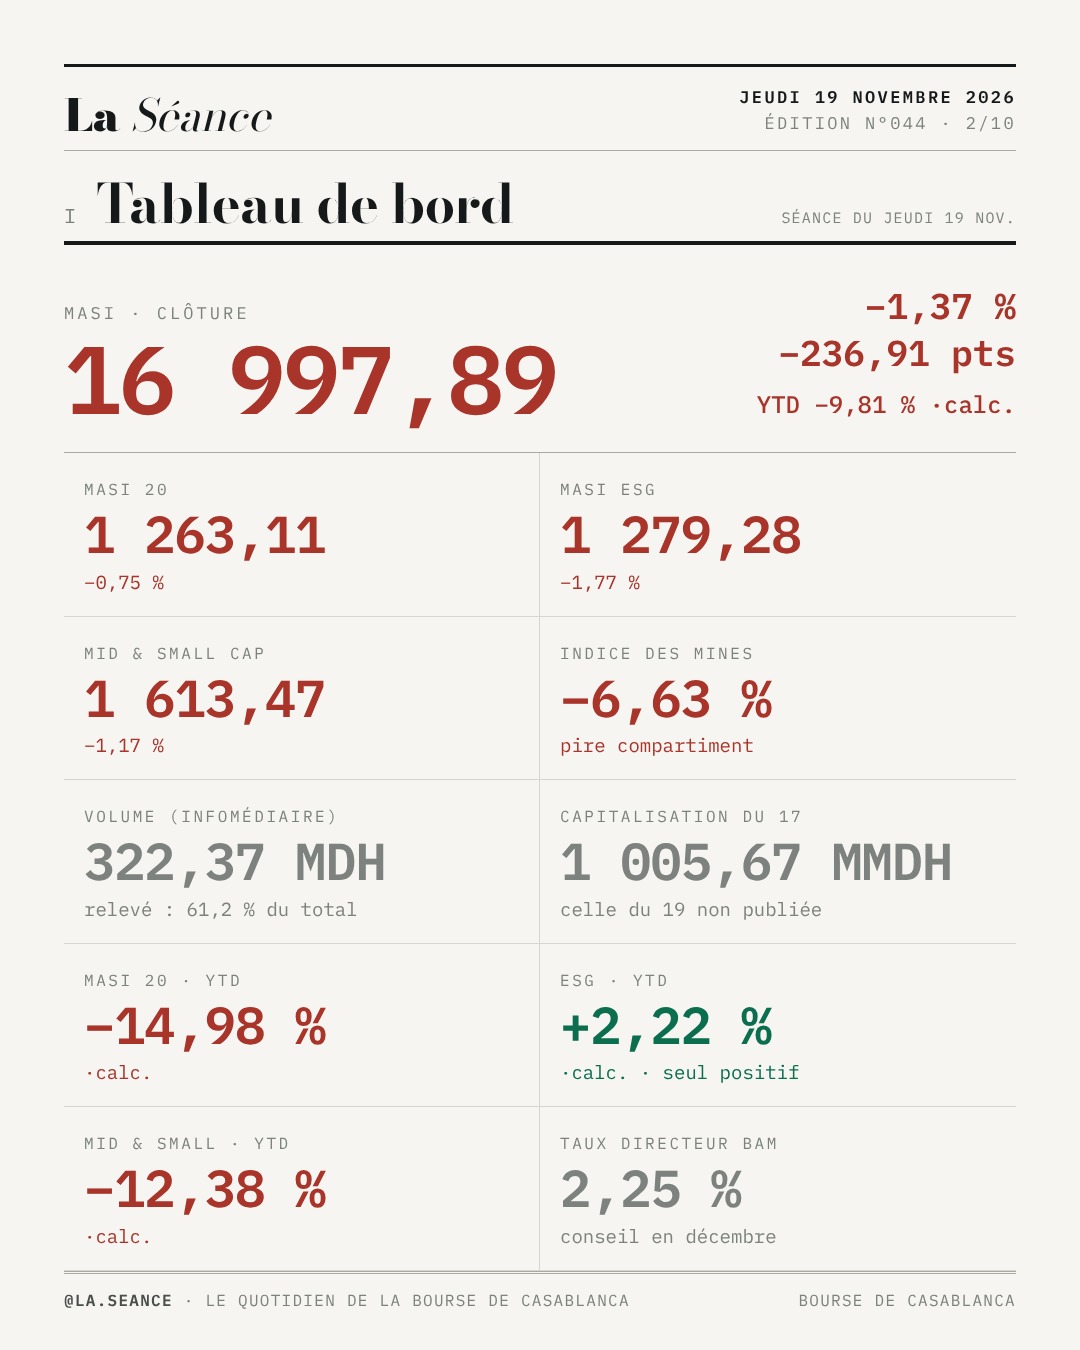 La Séance
JEUDI 19 NOVEMBRE 2026
ÉDITION N°044 · 2/10
I Tableau de bord
SÉANCE DU JEUDI 19 NOV.
MASI · CLÔTURE
16 997,89
−1,37 %
−236,91 pts
YTD −9,81 % ·calc.
MASI 20
1 263,11
−0,75 %
MASI ESG
1 279,28
−1,77 %
MID & SMALL CAP
1 613,47
−1,17 %
INDICE DES MINES
−6,63 %
pire compartiment
VOLUME (INFOMÉDIAIRE)
322,37 MDH
relevé : 61,2 % du total
CAPITALISATION DU 17
1 005,67 MMDH
celle du 19 non publiée
MASI 20 · YTD
−14,98 %
·calc.
ESG · YTD
+2,22 %
·calc. · seul positif
MID & SMALL · YTD
−12,38 %
·calc.
TAUX DIRECTEUR BAM
2,25 %
conseil en décembre
@LA.SEANCE · LE QUOTIDIEN DE LA BOURSE DE CASABLANCA
BOURSE DE CASABLANCA